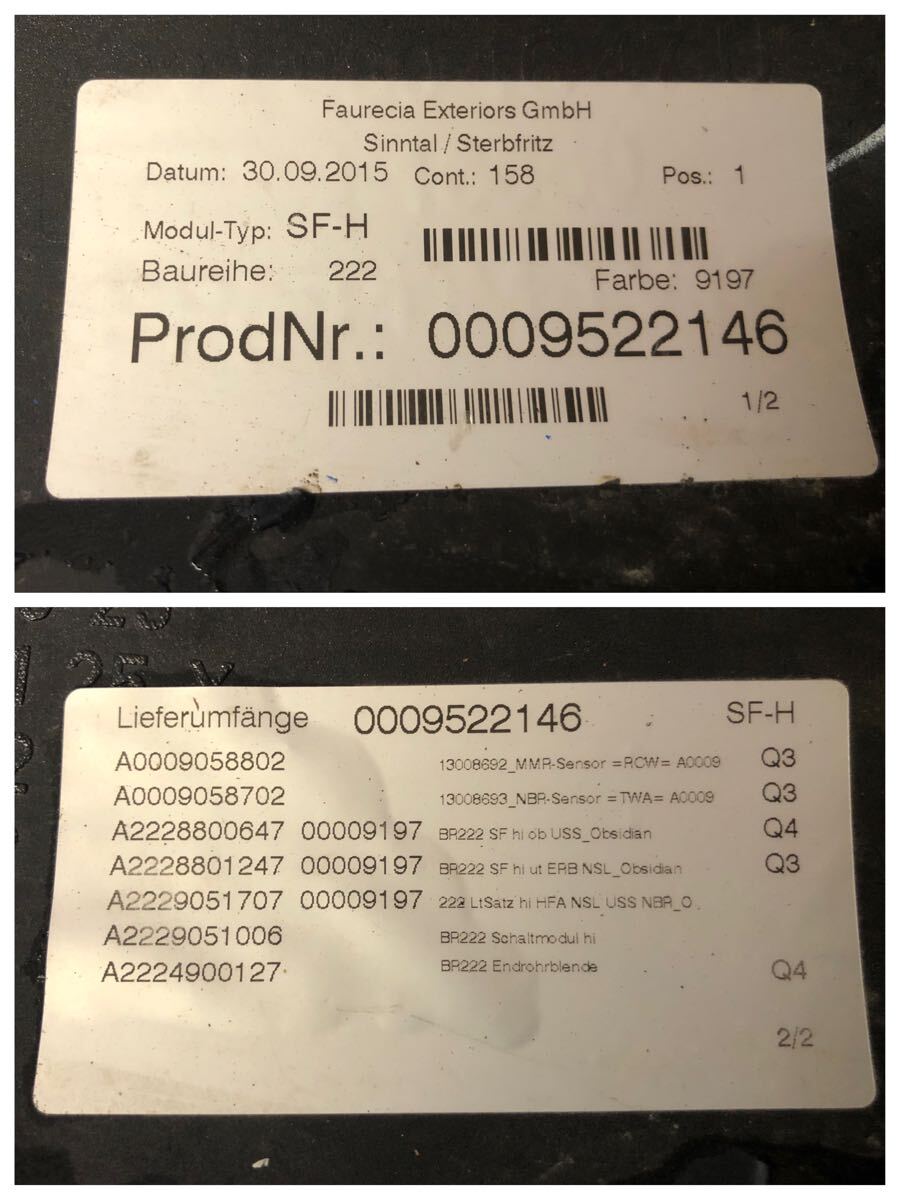 Faurecia Exteriors GmbH
Sinntal / Sterbfritz
Datum: 30.09.2015 Cont.: 158 Pos.: 1
Modul-Typ: SF-H
Baureihe: 222
Farbe: 9197
ProdNr.: 0009522146
1/2
25 X
Lieferumfänge 0009522146 SF-H
A0009058802 13008692_MMR-Sensor =RCW= A0009 Q3
A0009058702 13008693_NBR-Sensor =TWA= A0009 Q3
A2228800647 00009197 BR222 SF hi ob USS_Obsidian Q4
A2228801247 00009197 BR222 SF hi ut ERB NSL_Obsidian Q3
A2229051707 00009197 222 LtSatz hi HFA NSL USS NBR_O
A2229051006 BR222 Schaltmodul hi
A2224900127 BR222 Endrohrblende Q4
2/2